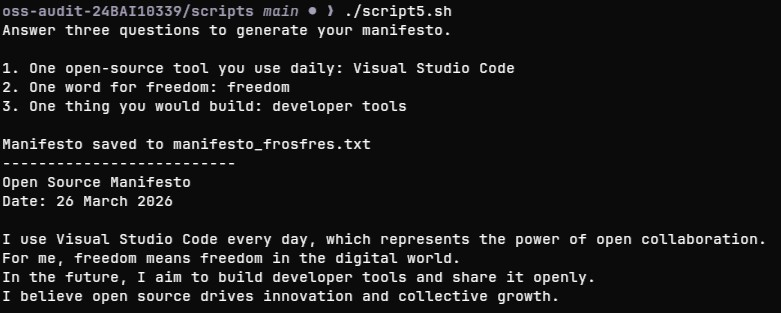 oss-audit-24BAI10339/scripts main ● ❯ ./script5.sh
Answer three questions to generate your manifesto.
1. One open-source tool you use daily: Visual Studio Code
2. One word for freedom: freedom
3. One thing you would build: developer tools
Manifesto saved to manifesto_frosfres.txt
--------------------------
Open Source Manifesto
Date: 26 March 2026
I use Visual Studio Code every day, which represents the power of open collaboration.
For me, freedom means freedom in the digital world.
In the future, I aim to build developer tools and share it openly.
I believe open source drives innovation and collective growth.